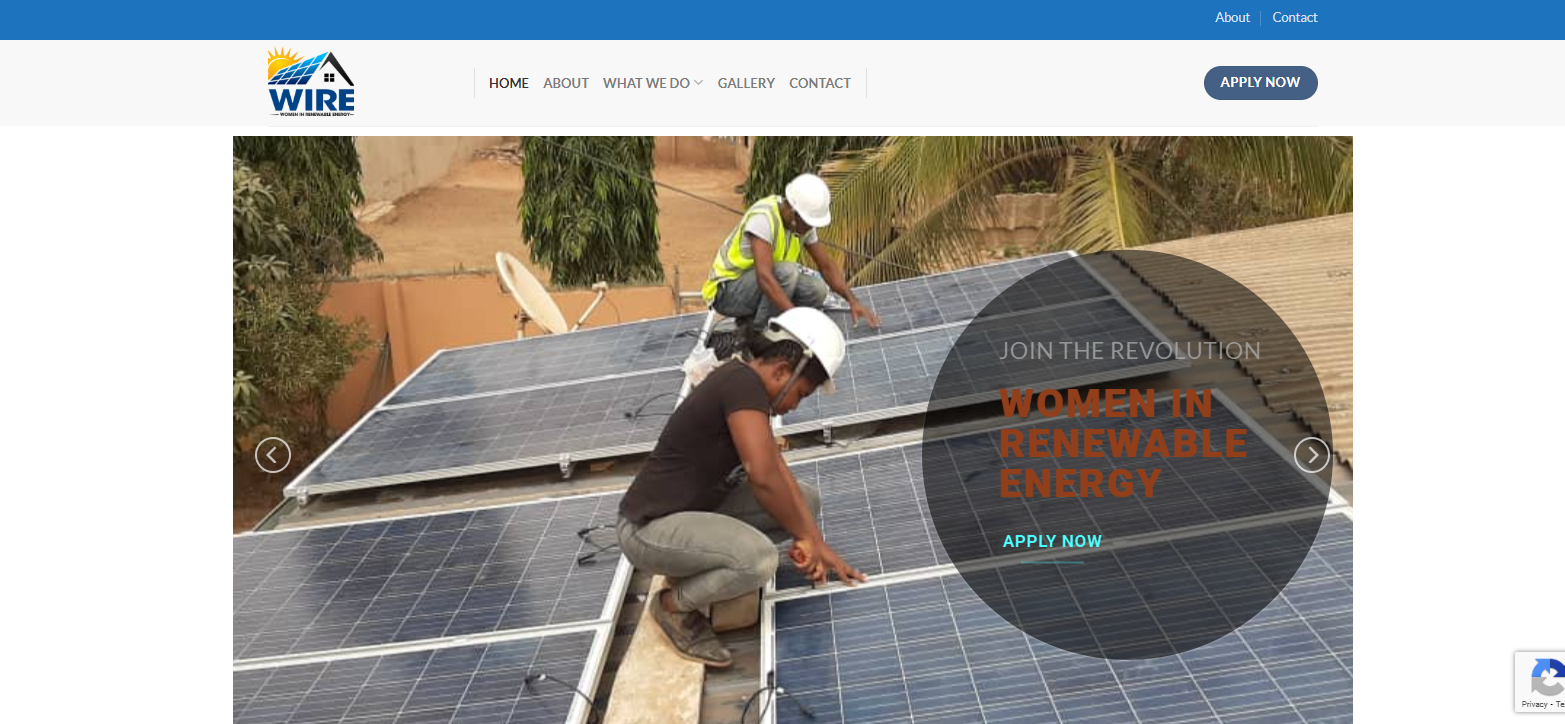 About
Contact
WIRE
WOMEN IN RENEWABLE ENERGY
HOME ABOUT WHAT WE DO GALLERY CONTACT
APPLY NOW
JOIN THE REVOLUTION
WOMEN IN
RENEWABLE
ENERGY
APPLY NOW
Privacy - Te